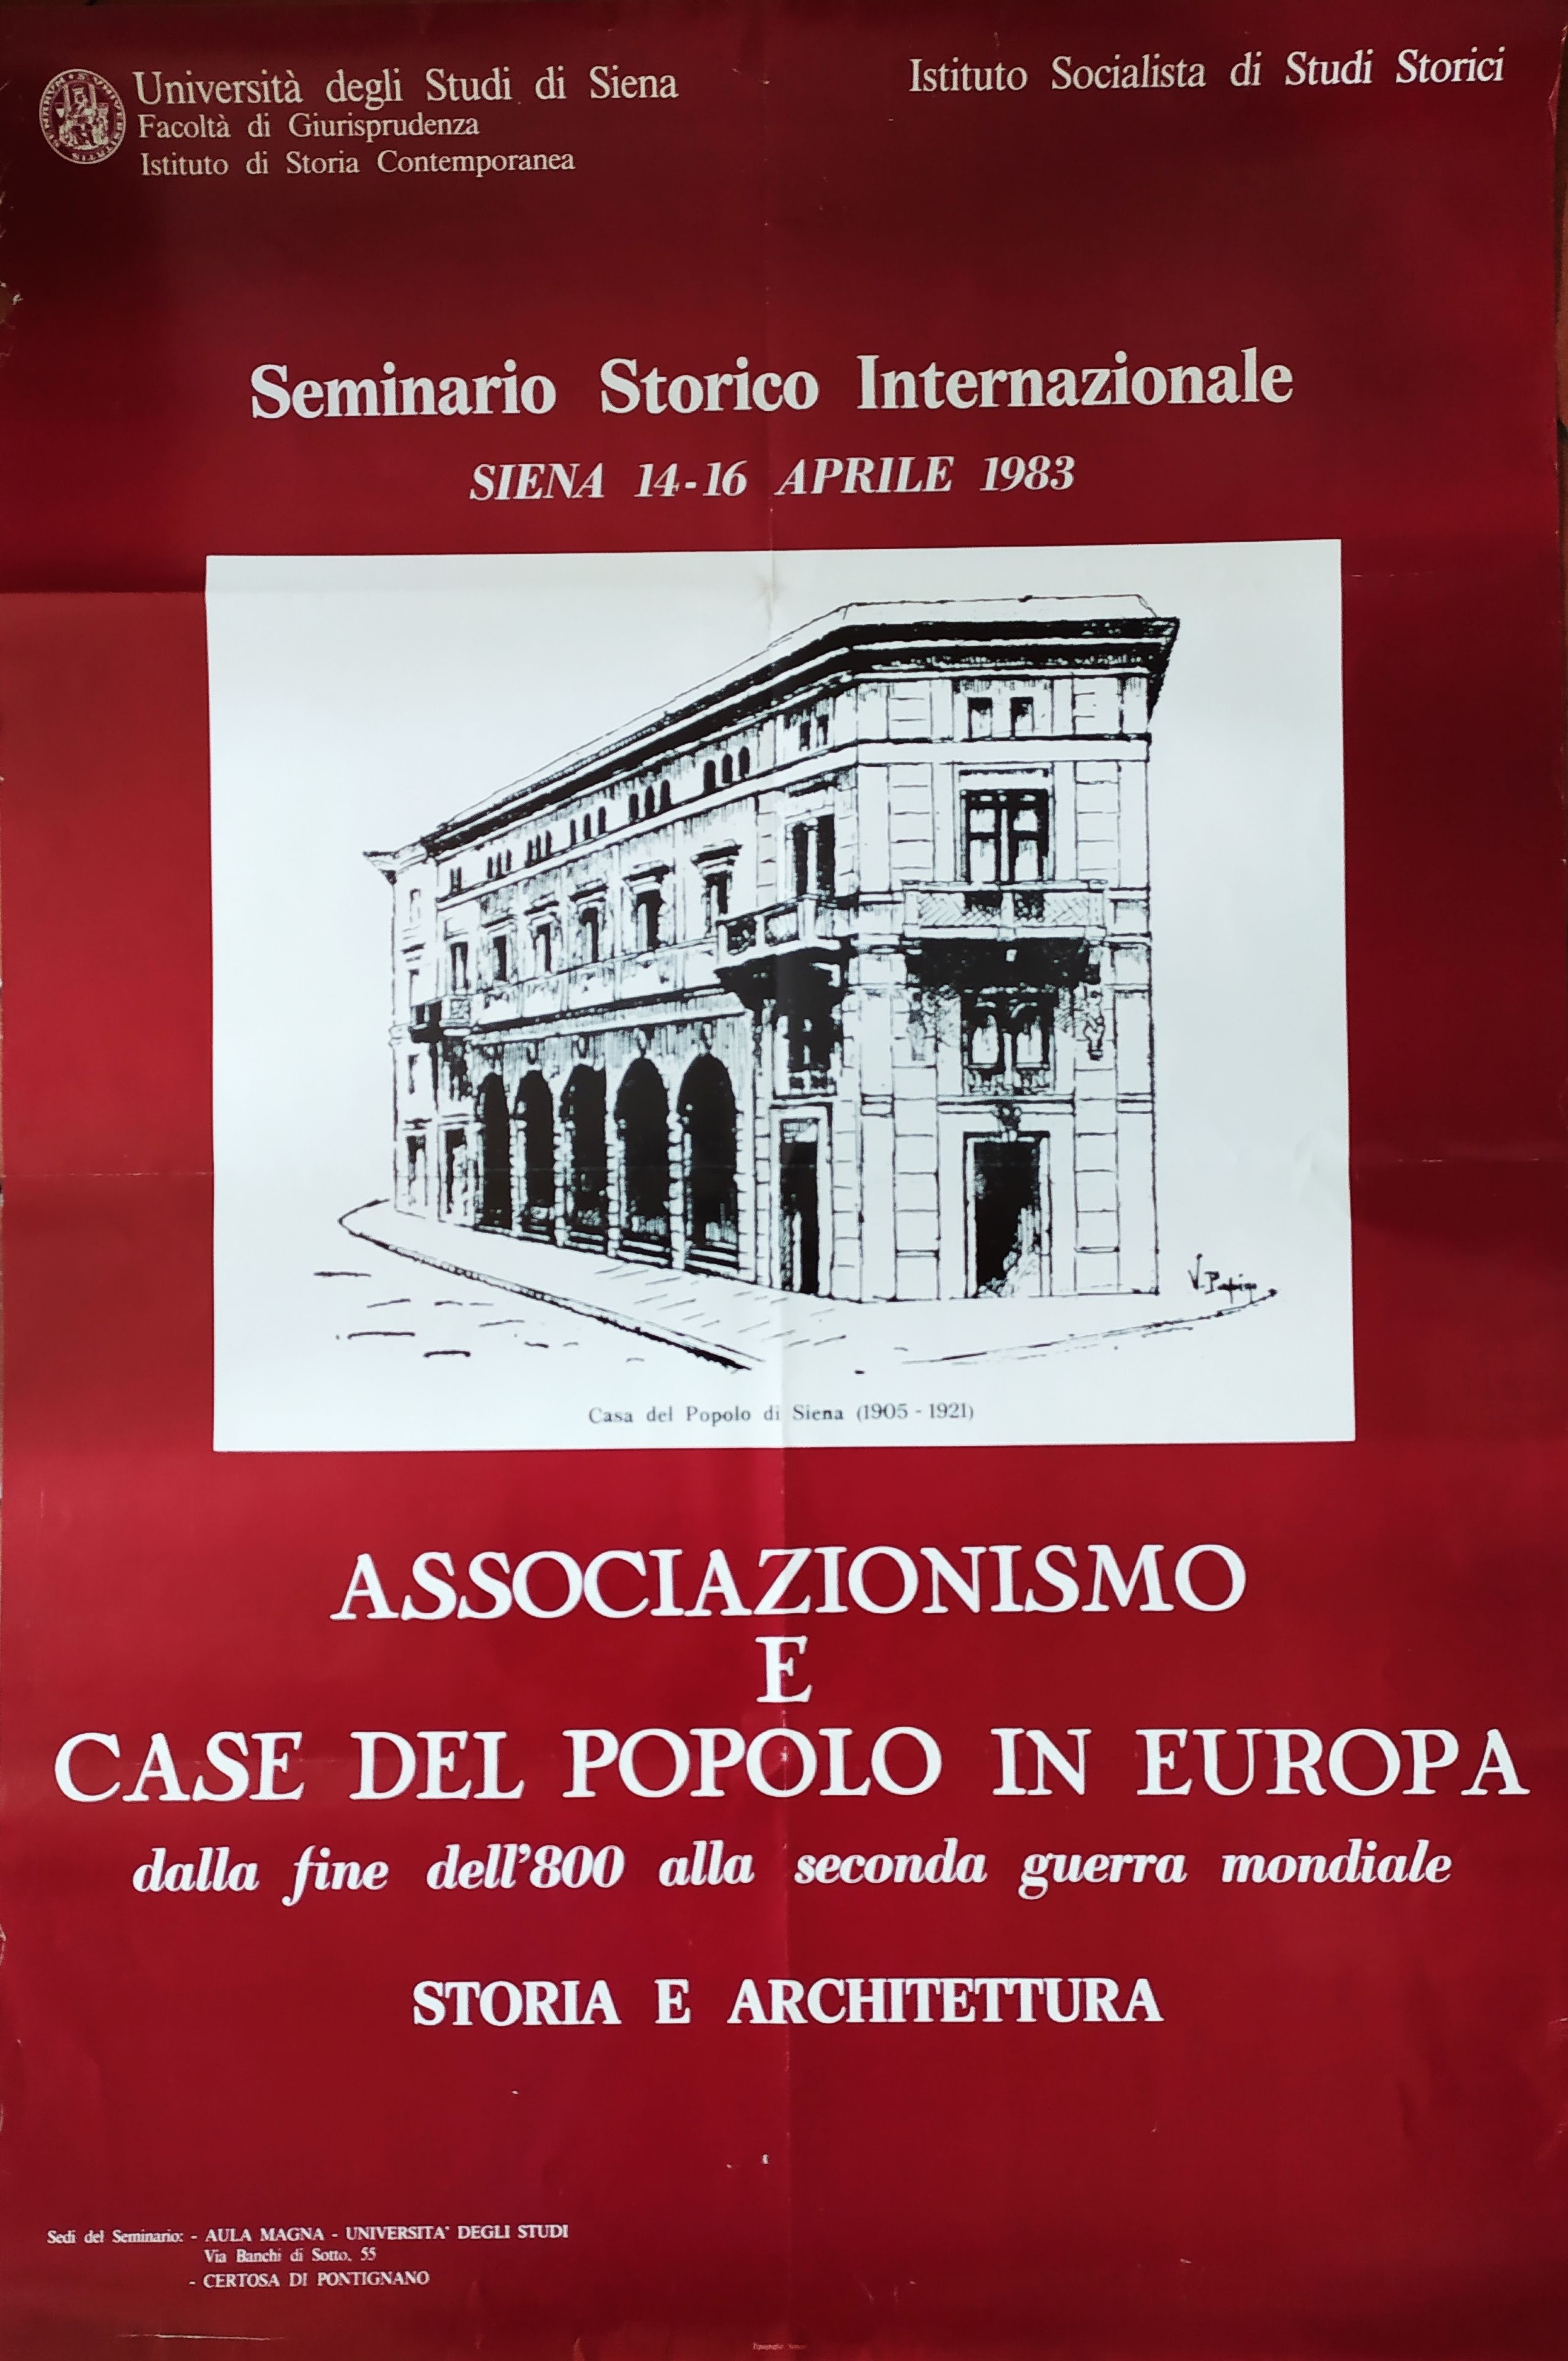 Università degli Studi di Siena
Facoltà di Giurisprudenza
Istituto di Storia Contemporanea
Istituto Socialista di Studi Storici
Seminario Storico Internazionale
SIENA 14-16 APRILE 1983
Casa del Popolo di Siena (1905 - 1921)
ASSOCIAZIONISMO
E
CASE DEL POPOLO IN EUROPA
dalla fine dell'800 alla seconda guerra mondiale
STORIA E ARCHITETTURA
Sedi del Seminario: - AULA MAGNA - UNIVERSITA' DEGLI STUDI
Via Banchi di Sotto, 55
- CERTOSA DI PONTIGNANO